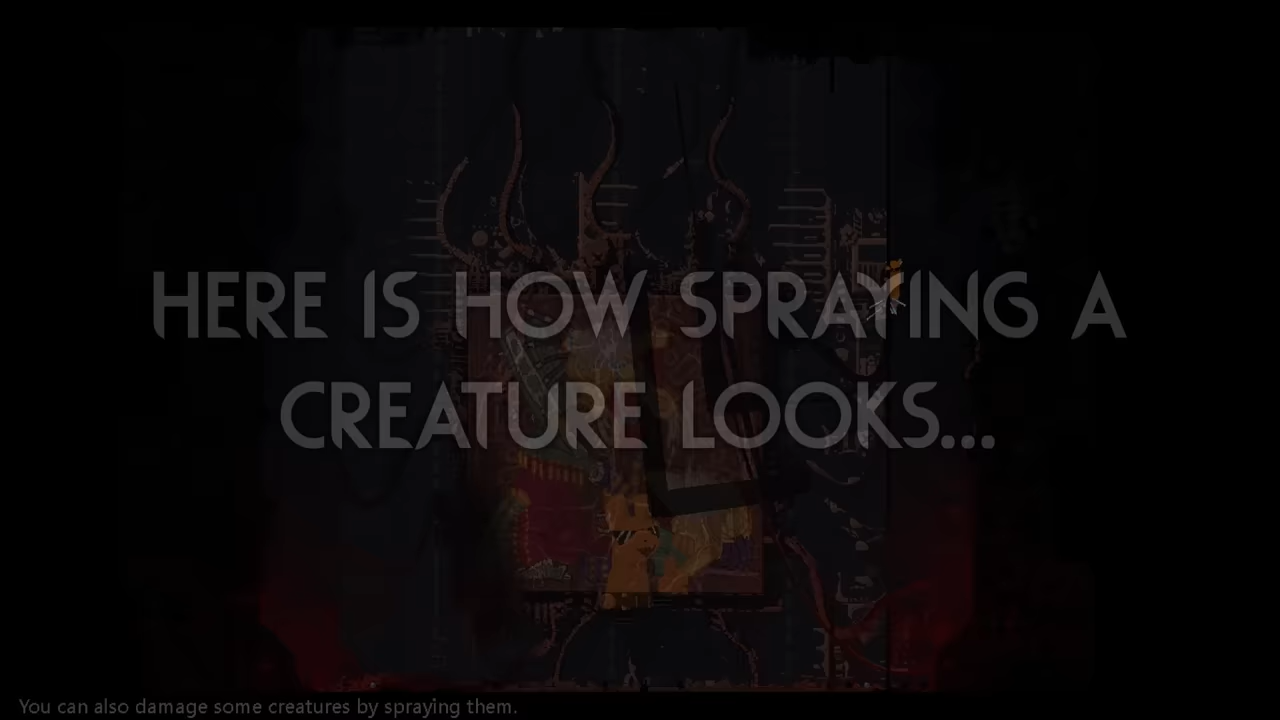 HERE IS HOW SPRAYING A
CREATURE LOOKS...
You can also damage some creatures by spraying them.